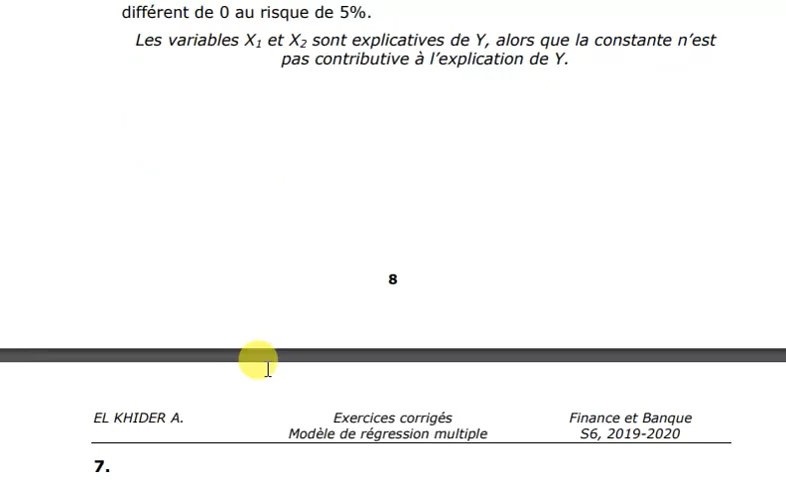 différent de 0 au risque de 5%.
Les variables X₁ et X₂ sont explicatives de Y, alors que la constante n’est
pas contributive à l’explication de Y.
8
EL KHIDER A. Exercices corrigés Finance et Banque
Modèle de régression multiple S6, 2019-2020
7.